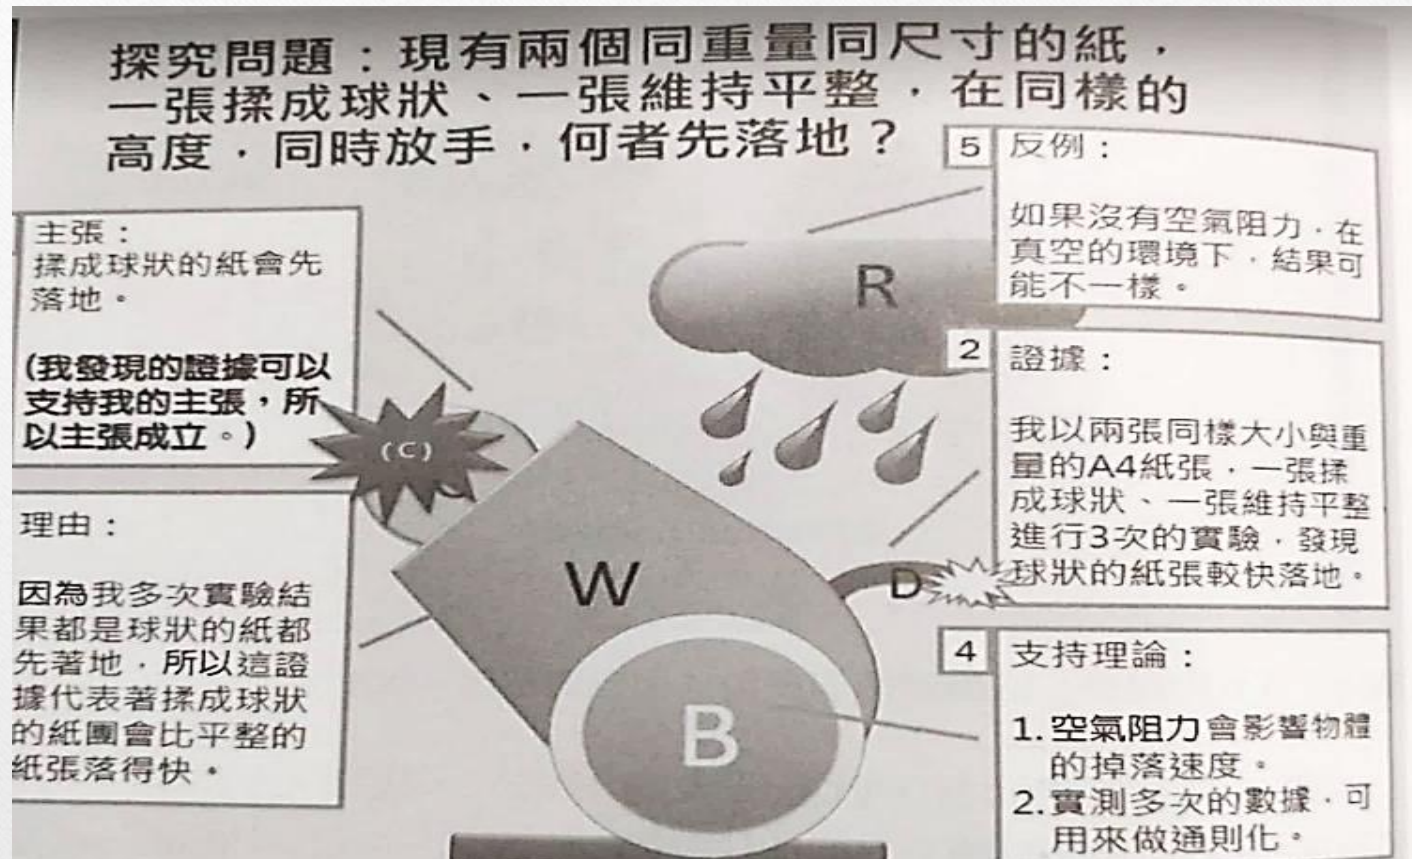 探究問題：現有兩個同重量同尺寸的紙，
一張揉成球狀、一張維持平整，在同樣的
高度，同時放手，何者先落地？
主張：
揉成球狀的紙會先
落地。
(我發現的證據可以
支持我的主張，所
以主張成立。)
理由：
因為我多次實驗結
果都是球狀的紙都
先著地，所以這證
據代表著揉成球狀
的紙團會比平整的
紙張落得快。
5
反例：
如果沒有空氣阻力，在
真空的環境下，結果可
能不一樣。
2
證據：
我以兩張同樣大小與重
量的A4紙張，一張揉
成球狀、一張維持平整
進行3次的實驗，發現
球狀的紙張較快落地。
4
支持理論：
1.空氣阻力會影響物體
的掉落速度。
2.實測多次的數據，可
用來做通則化。
R
(C)
W
D
B